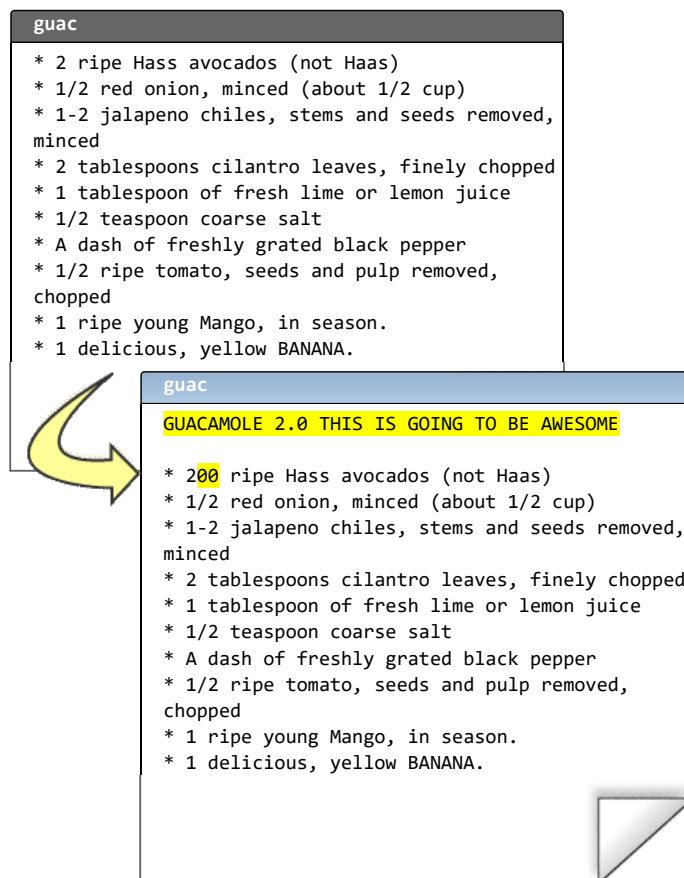 guac
* 2 ripe Hass avocados (not Haas)
* 1/2 red onion, minced (about 1/2 cup)
* 1-2 jalapeno chiles, stems and seeds removed,
minced
* 2 tablespoons cilantro leaves, finely chopped
* 1 tablespoon of fresh lime or lemon juice
* 1/2 teaspoon coarse salt
* A dash of freshly grated black pepper
* 1/2 ripe tomato, seeds and pulp removed,
chopped
* 1 ripe young Mango, in season.
* 1 delicious, yellow BANANA.
guac
GUACAMOLE 2.0 THIS IS GOING TO BE AWESOME
* 200 ripe Hass avocados (not Haas)
* 1/2 red onion, minced (about 1/2 cup)
* 1-2 jalapeno chiles, stems and seeds removed,
minced
* 2 tablespoons cilantro leaves, finely chopped
* 1 tablespoon of fresh lime or lemon juice
* 1/2 teaspoon coarse salt
* A dash of freshly grated black pepper
* 1/2 ripe tomato, seeds and pulp removed,
chopped
* 1 ripe young Mango, in season.
* 1 delicious, yellow BANANA.